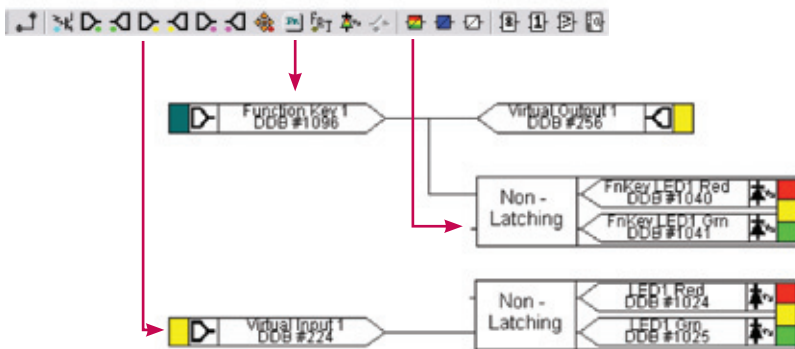 Fn
Function Key 1
DDB #1096
Virtual Output 1
DDB #256
Non -
Latching
FnKey LED1 Red
DDB #1040
FnKey LED1 Grn
DDB #1041
Non -
Latching
LED1 Red
DDB #1024
LED1 Grn
DDB #1025
Virtual Input 1
DDB #224